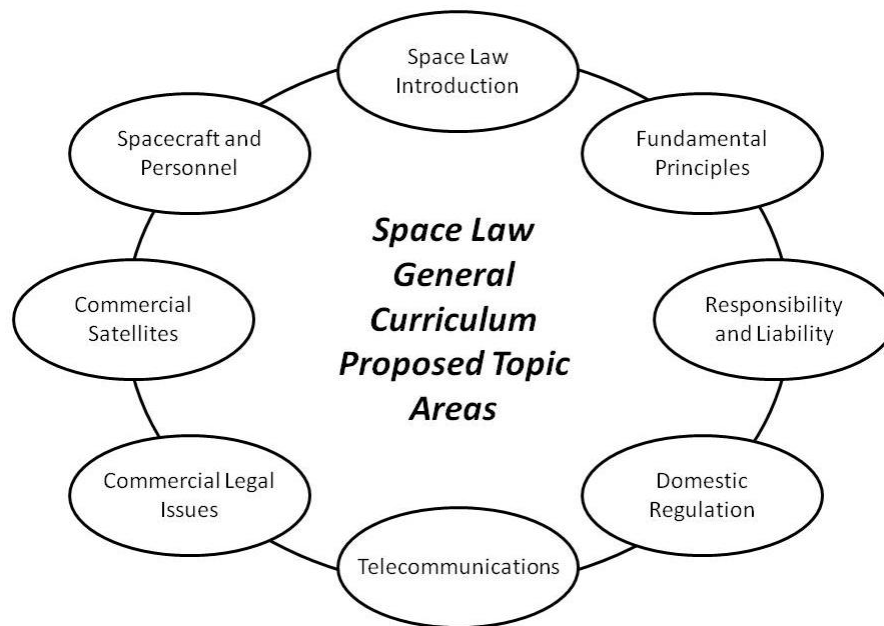 Space Law
Introduction
Fundamental
Principles
Responsibility
and Liability
Domestic
Regulation
Telecommunications
Commercial Legal
Issues
Commercial
Satellites
Spacecraft and
Personnel
Space Law
General
Curriculum
Proposed Topic
Areas